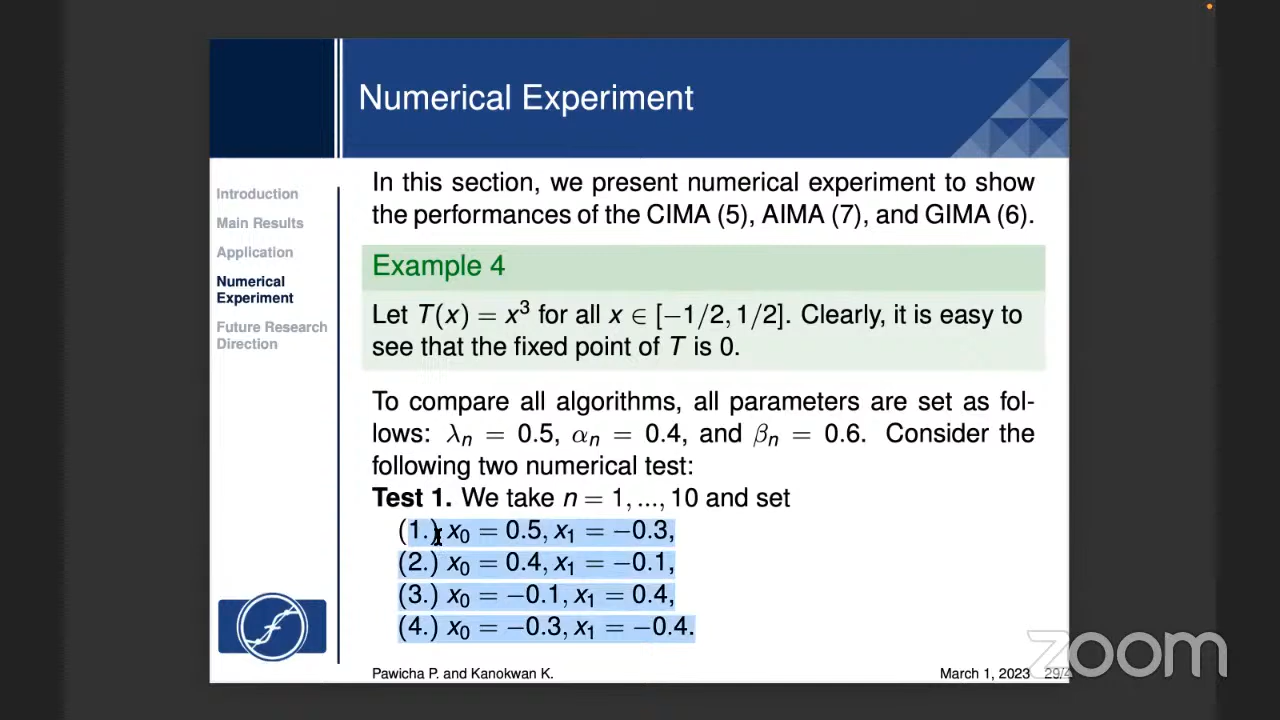 Numerical Experiment
Introduction
Main Results
Application
Numerical
Experiment
Future Research
Direction
In this section, we present numerical experiment to show
the performances of the CIMA (5), AIMA (7), and GIMA (6).
Example 4
Let T(x) = x³ for all x ∈ [−1/2, 1/2]. Clearly, it is easy to
see that the fixed point of T is 0.
To compare all algorithms, all parameters are set as fol-
lows: λₙ = 0.5, αₙ = 0.4, and βₙ = 0.6. Consider the
following two numerical test:
Test 1. We take n = 1, ..., 10 and set
(1.) x₀ = 0.5, x₁ = −0.3,
(2.) x₀ = 0.4, x₁ = −0.1,
(3.) x₀ = −0.1, x₁ = 0.4,
(4.) x₀ = −0.3, x₁ = −0.4.
Pawicha P. and Kanokwan K.
March 1, 2023
zoom